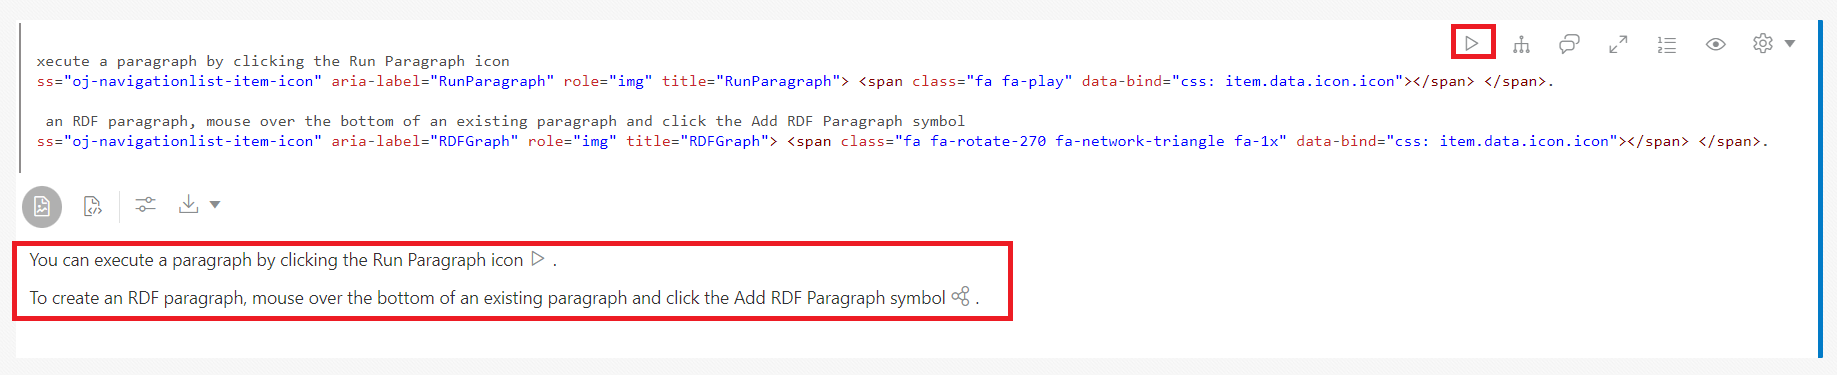 xecute a paragraph by clicking the Run Paragraph icon
ss="oj-navigationlist-item-icon" aria-label="RunParagraph" role="img" title="RunParagraph"> <span class="fa fa-play" data-bind="css: item.data.icon.icon"></span> </span>.
an RDF paragraph, mouse over the bottom of an existing paragraph and click the Add RDF Paragraph symbol
ss="oj-navigationlist-item-icon" aria-label="RDFGraph" role="img" title="RDFGraph"> <span class="fa fa-rotate-270 fa-network-triangle fa-1x" data-bind="css: item.data.icon.icon"></span> </span>.
You can execute a paragraph by clicking the Run Paragraph icon .
To create an RDF paragraph, mouse over the bottom of an existing paragraph and click the Add RDF Paragraph symbol .